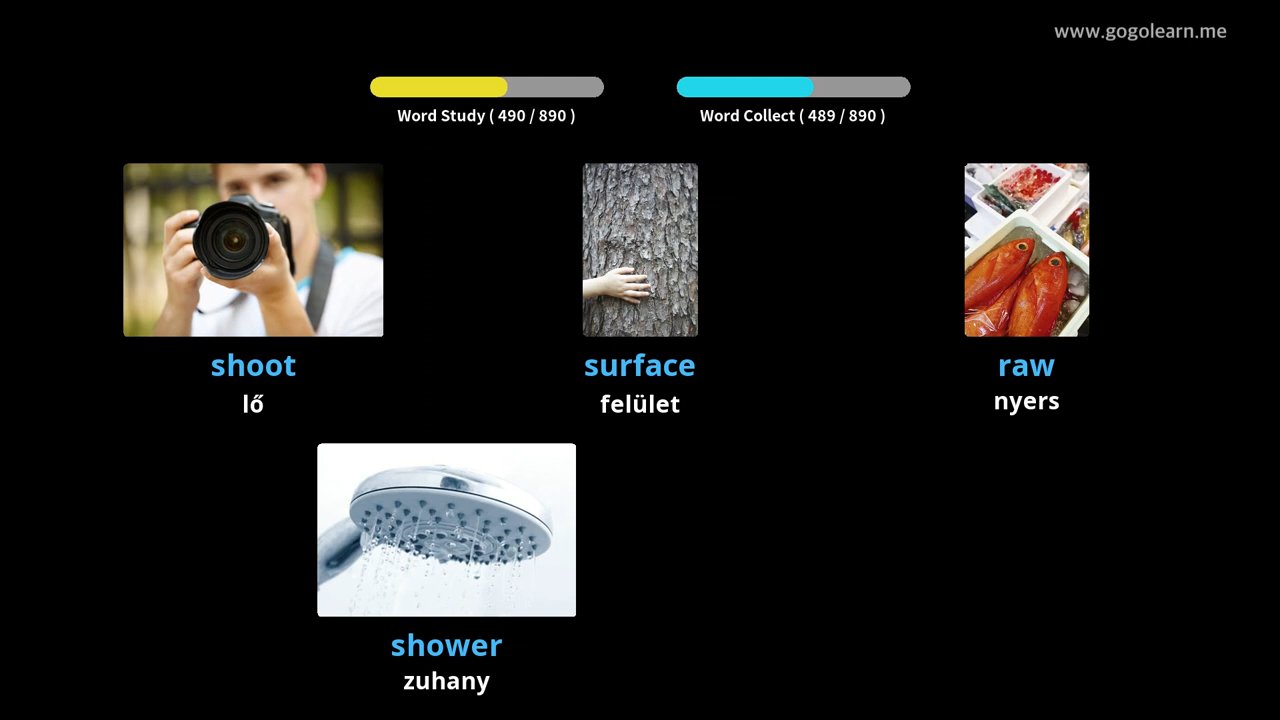 www.gogolearn.me
Word Study ( 490 / 890 )
Word Collect ( 489 / 890 )
shoot
lő
surface
felület
raw
nyers
shower
zuhany